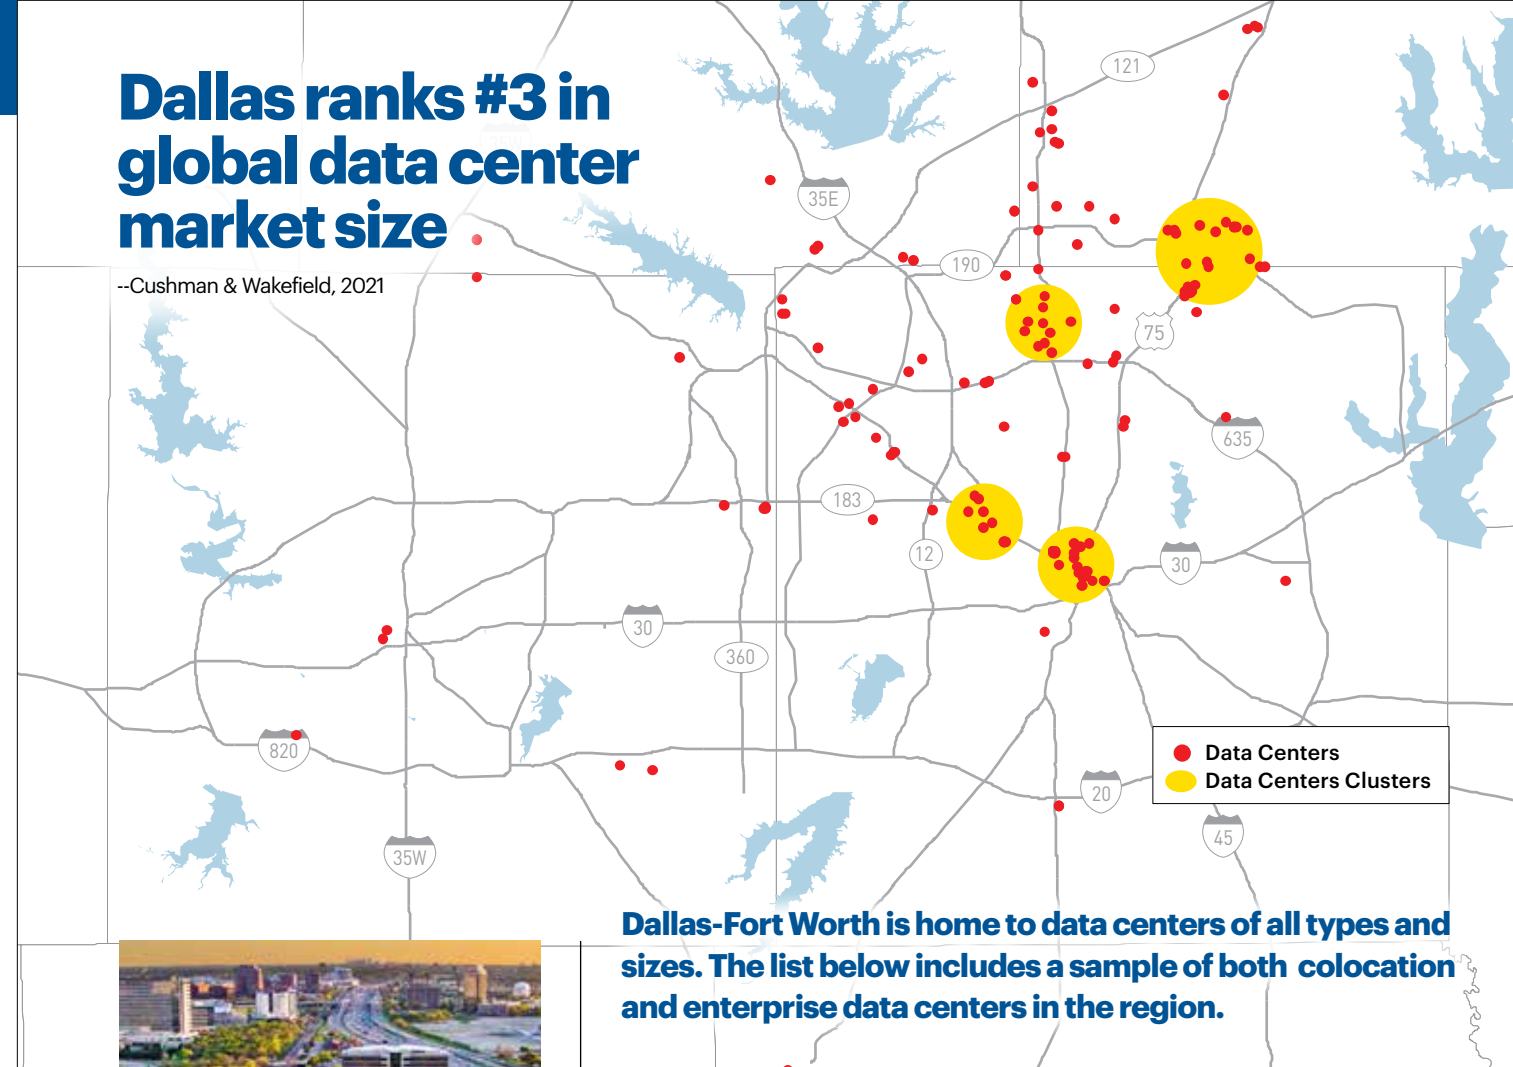 Dallas ranks #3 in
global data center
market size
--Cushman & Wakefield, 2021
121
35E
190
75
635
183
12
30
30
360
820
20
45
35W
Data Centers
Data Centers Clusters
Dallas-Fort Worth is home to data centers of all types and
sizes. The list below includes a sample of both colocation
and enterprise data centers in the region.